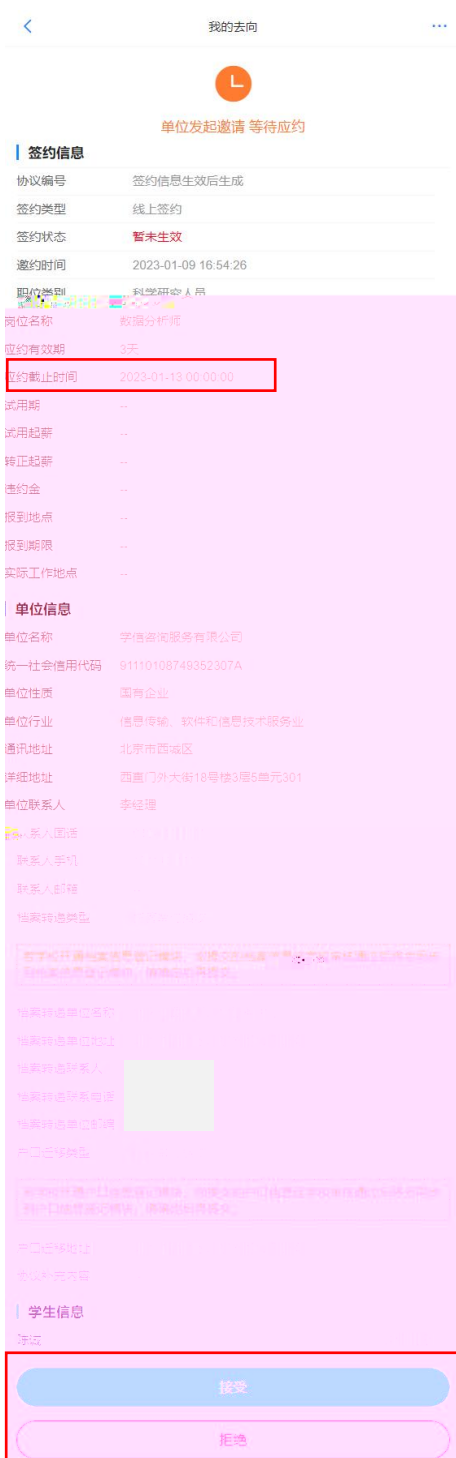 我的去向
单位发起邀请 等待应约
签约信息
协议编号 签约信息生效后生成
签约类型 线上签约
签约状态 暂未生效
邀约时间 2023-01-09 16:54:26
职位类别 科学研究人员
岗位名称 数据分析师
应约有效期 3天
应约截止时间 2023-01-13 00:00:00
试用期 --
试用起薪 --
转正起薪 --
违约金 --
报到地点 --
报到期限 --
实际工作地点 --
单位信息
单位名称 学信咨询服务有限公司
统一社会信用代码 91110108749352307A
单位性质 国有企业
单位行业 信息传输、软件和信息技术服务业
通讯地址 北京市西城区
详细地址 西直门外大街18号楼3层5单元301
单位联系人 李经理
联系人手机
联系人邮箱
档案转递类型
档案转递单位名称
档案转递单位地址
档案转递联系人
档案转递联系电话
档案转递单位邮编
户口迁移类型
户口迁移地址
协议补充内容
学生信息
接受
拒绝